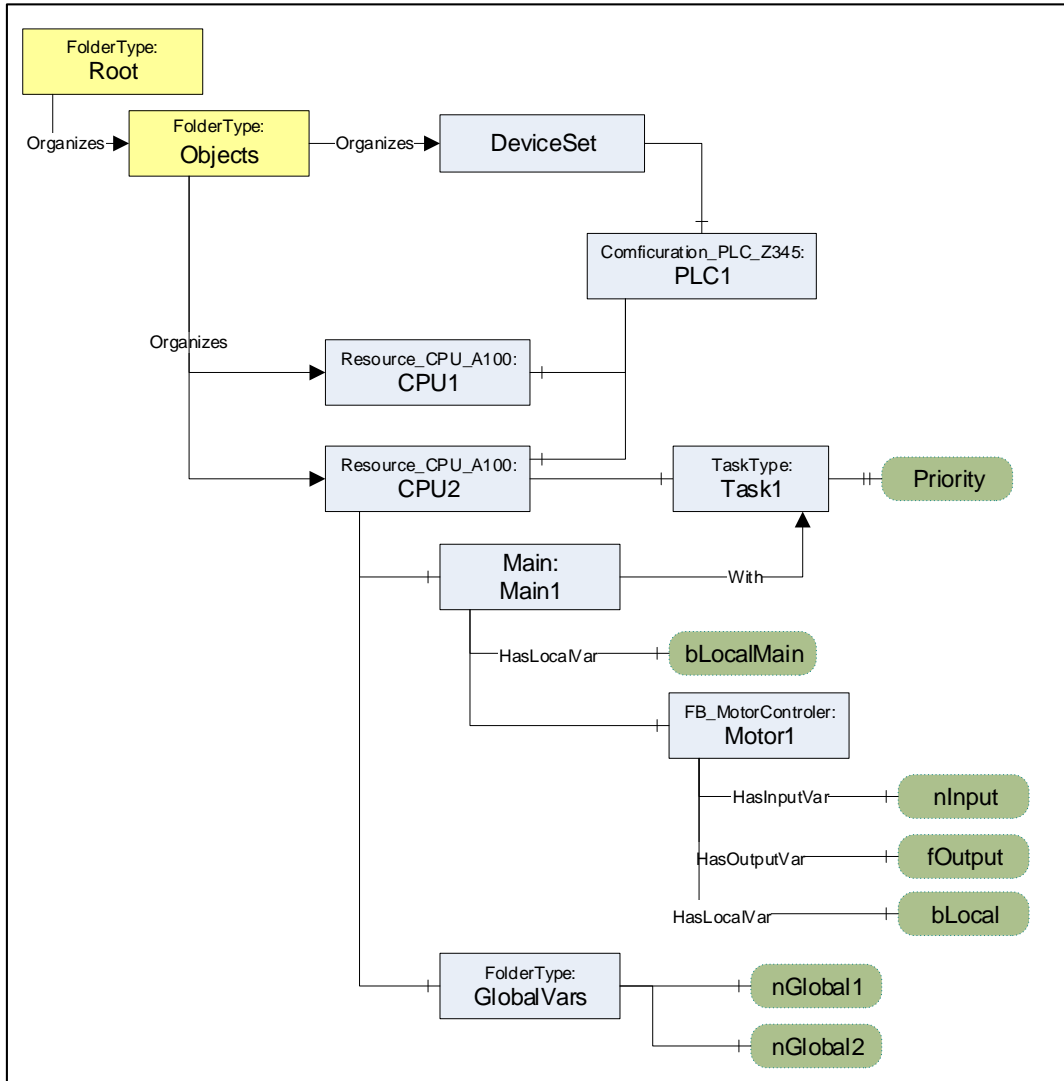 FolderType:
Root
Organizes
FolderType:
Objects
Organizes
DeviceSet
Comficuration_PLC_Z345:
PLC1
Organizes
Resource_CPU_A100:
CPU1
Resource_CPU_A100:
CPU2
TaskType:
Task1
Priority
Main:
Main1
With
HasLocalVar
bLocalMain
FB_MotorControler:
Motor1
HasInputVar
nInput
HasOutputVar
fOutput
HasLocalVar
bLocal
FolderType:
GlobalVars
nGlobal1
nGlobal2